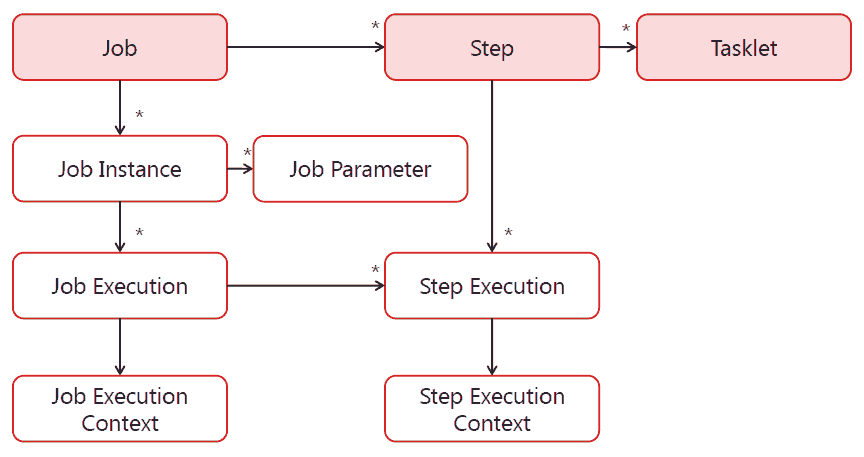 Job
*
Step
*
Tasklet
*
Job Instance
*
Job Parameter
*
*
Job Execution
*
Step Execution
Job Execution
Context
Step Execution
Context